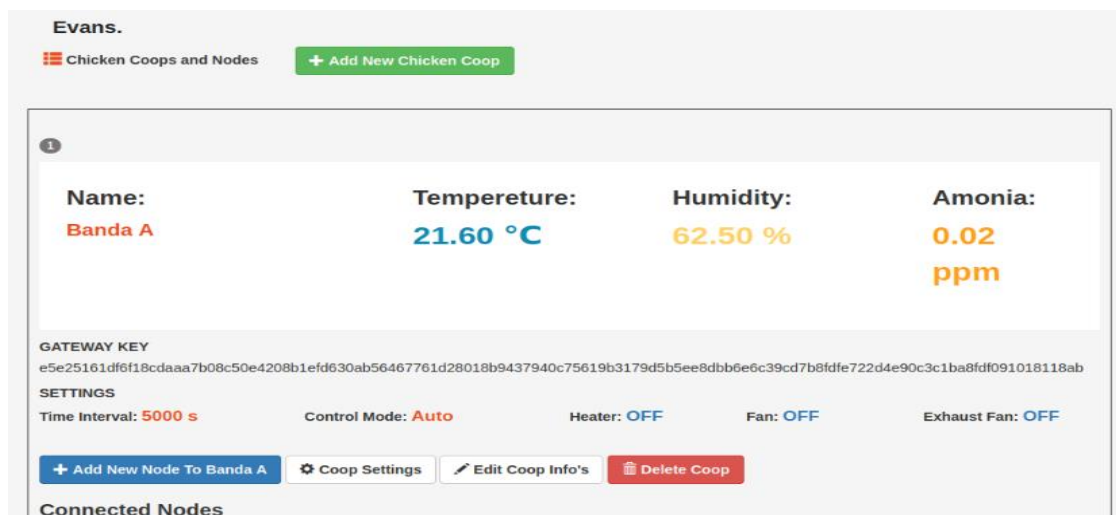 Evans.
Chicken Coops and Nodes
Add New Chicken Coop
1
Name: Tempereture: Humidity: Amonia:
Banda A 21.60 °C 62.50 % 0.02
ppm
GATEWAY KEY
e5e25161df6f18cdaaa7b08c50e4208b1efd630ab56467761d28018b9437940c75619b3179d5b5ee8dbb6e6c39cd7b8fdfe722d4e90c3c1ba8fdf091018118ab
SETTINGS
Time Interval: 5000 s Control Mode: Auto Heater: OFF Fan: OFF Exhaust Fan: OFF
Add New Node To Banda A Coop Settings Edit Coop Info's Delete Coop
Connected Nodes